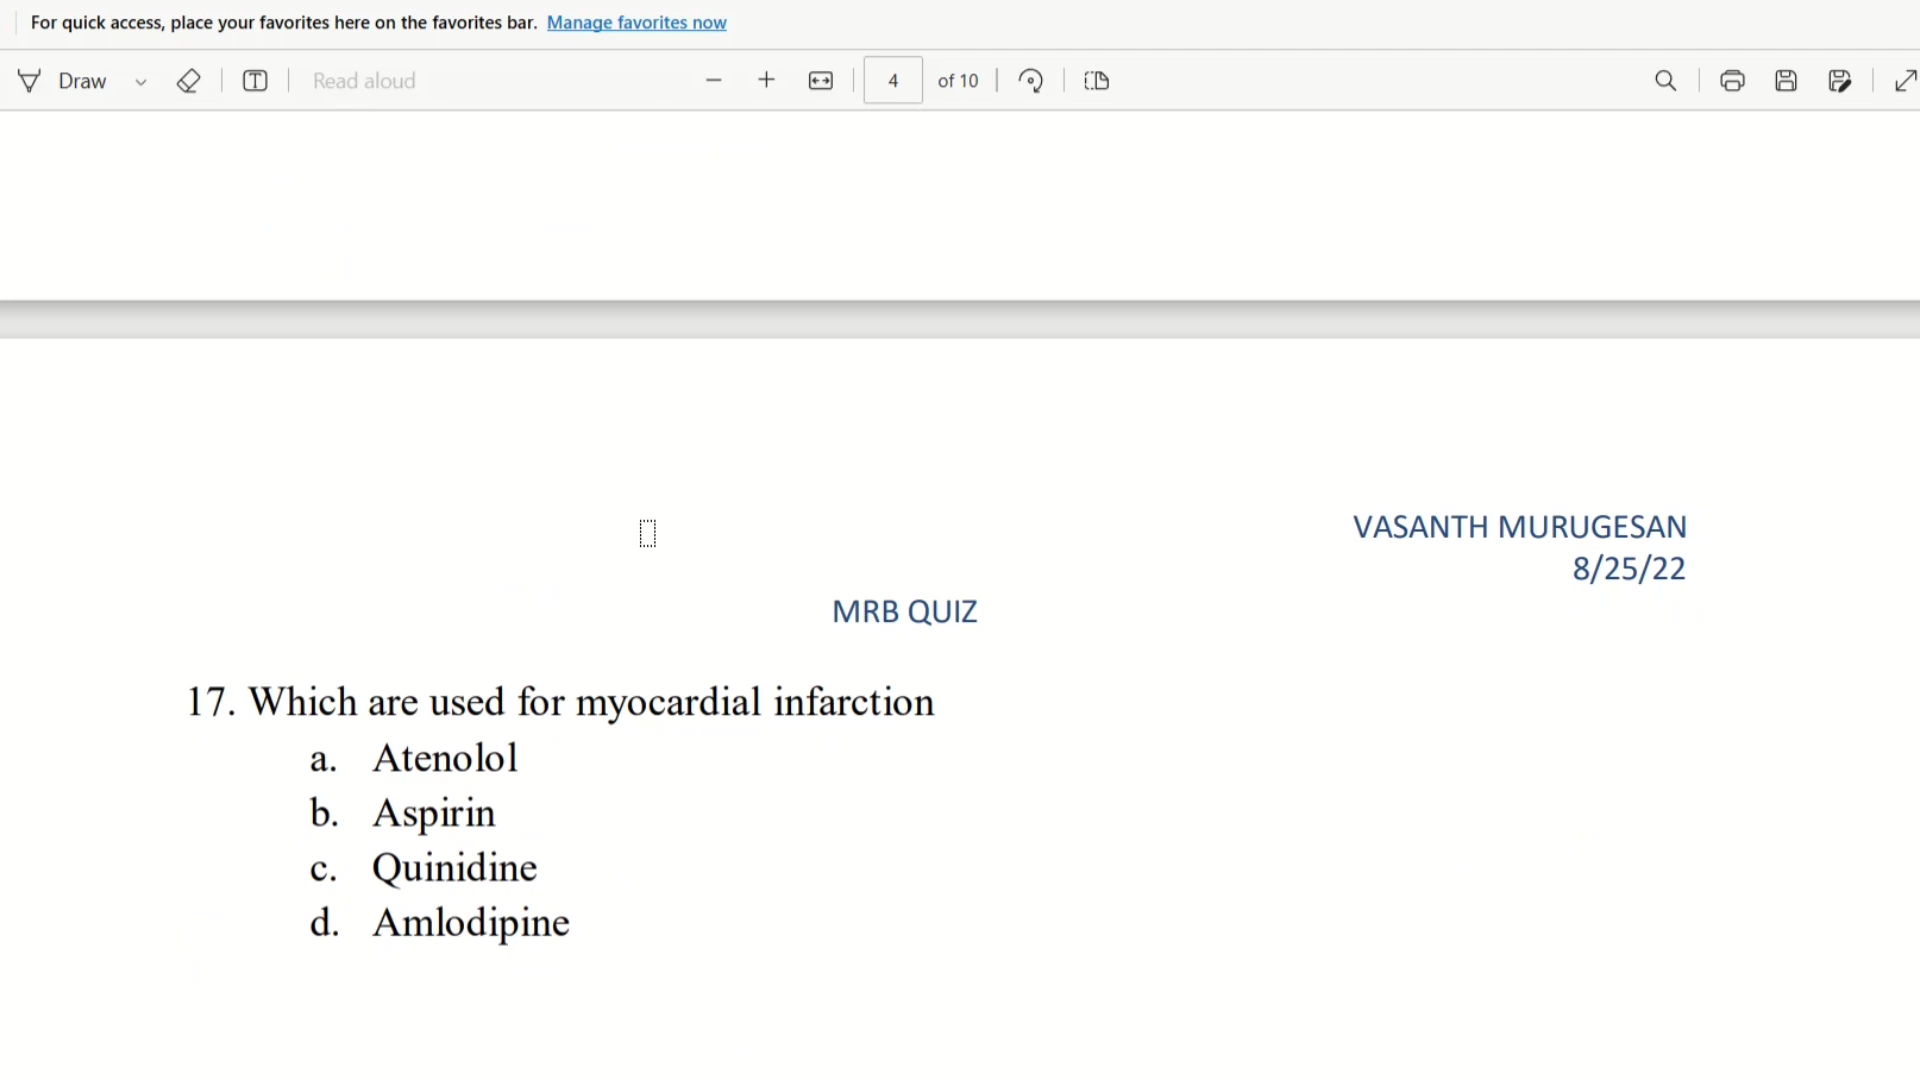 For quick access, place your favorites here on the favorites bar. Manage favorites now
Draw Read aloud 4 of 10
VASANTH MURUGESAN
8/25/22
MRB QUIZ
17. Which are used for myocardial infarction
a. Atenolol
b. Aspirin
c. Quinidine
d. Amlodipine